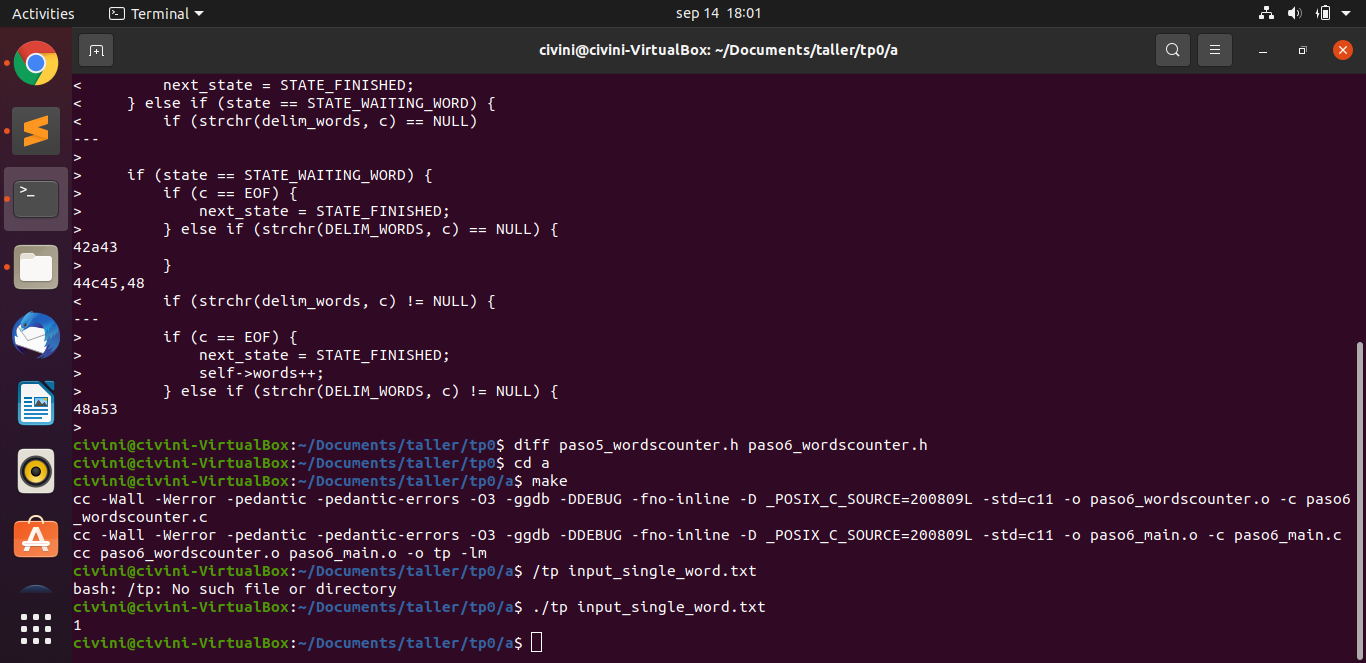 Activities Terminal sep 14 18:01
civini@civini-VirtualBox: ~/Documents/taller/tp0/a
<         next_state = STATE_FINISHED;
<     } else if (state == STATE_WAITING_WORD) {
<         if (strchr(delim_words, c) == NULL)
---
>
>     if (state == STATE_WAITING_WORD) {
>         if (c == EOF) {
>             next_state = STATE_FINISHED;
>         } else if (strchr(DELIM_WORDS, c) == NULL) {
42a43
>         }
44c45,48
<         if (strchr(delim_words, c) != NULL) {
---
>         if (c == EOF) {
>             next_state = STATE_FINISHED;
>             self->words++;
>         } else if (strchr(DELIM_WORDS, c) != NULL) {
48a53
>
civini@civini-VirtualBox:~/Documents/taller/tp0$ diff paso5_wordscounter.h paso6_wordscounter.h
civini@civini-VirtualBox:~/Documents/taller/tp0$ cd a
civini@civini-VirtualBox:~/Documents/taller/tp0/a$ make
cc -Wall -Werror -pedantic -pedantic-errors -O3 -ggdb -DDEBUG -fno-inline -D _POSIX_C_SOURCE=200809L -std=c11 -o paso6_wordscounter.o -c paso6
_wordscounter.c
cc -Wall -Werror -pedantic -pedantic-errors -O3 -ggdb -DDEBUG -fno-inline -D _POSIX_C_SOURCE=200809L -std=c11 -o paso6_main.o -c paso6_main.c
cc paso6_wordscounter.o paso6_main.o -o tp -lm
civini@civini-VirtualBox:~/Documents/taller/tp0/a$ /tp input_single_word.txt
bash: /tp: No such file or directory
civini@civini-VirtualBox:~/Documents/taller/tp0/a$ ./tp input_single_word.txt
1
civini@civini-VirtualBox:~/Documents/taller/tp0/a$